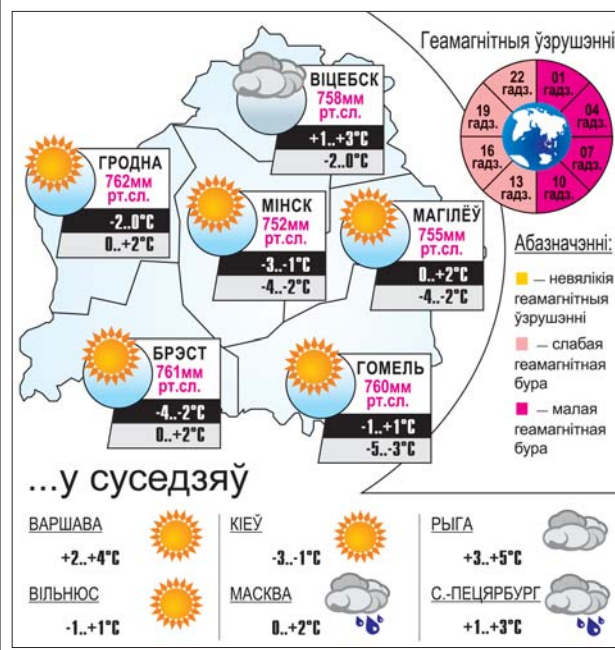 Геамагнітныя ўзрушэнні
22 гадз.
01 гадз.
19 гадз.
04 гадз.
16 гадз.
07 гадз.
13 гадз.
10 гадз.
ВІЦЕБСК
758мм
рт.сл.
+1..+3°C
-2..0°C
ГРОДНА
762мм
рт.сл.
-2..0°C
0..+2°C
МІНСК
752мм
рт.сл.
-3..-1°C
-4..-2°C
МАГІЛЁЎ
755мм
рт.сл.
0..+2°C
-4..-2°C
БРЭСТ
761мм
рт.сл.
-4..-2°C
0..+2°C
ГОМЕЛЬ
760мм
рт.сл.
-1..+1°C
-5..-3°C
Абазначэнні:
— невялікія
геамагнітныя
ўзрушэнні
— слабая
геамагнітная
бура
— малая
геамагнітная
бура
...у суседзяў
ВАРШАВА
+2..+4°C
КІЕЎ
-3..-1°C
РЫГА
+3..+5°C
ВІЛЬНЮС
-1..+1°C
МАСКВА
0..+2°C
С.-ПЕЦЯРБУРГ
+1..+3°C